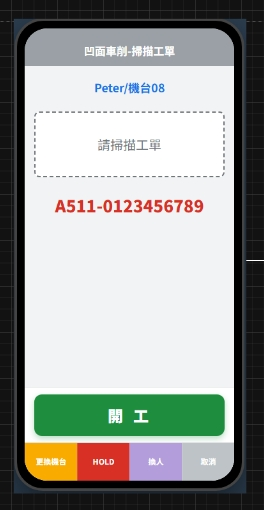 凹面車削-掃描工單
Peter/機台08
請掃描工單
A511-0123456789
開 工
更換機台
HOLD
換人
取消